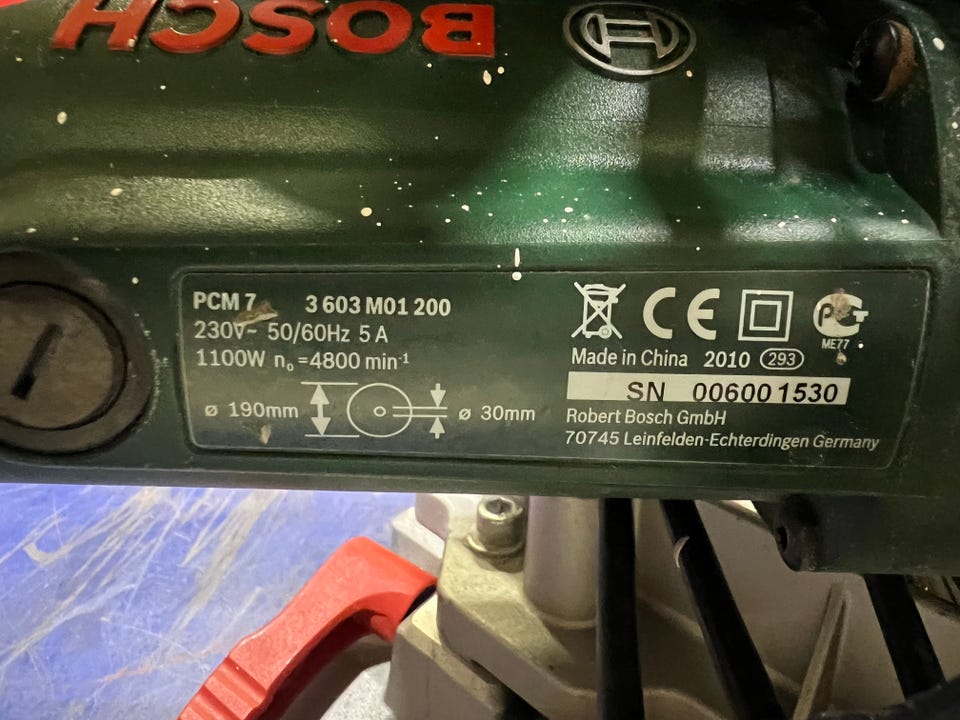 BOSCH
PCM 7 3 603 M01 200
230V~ 50/60Hz 5 A
1100W n₀ =4800 min⁻¹
ø 190mm ø 30mm
CE
PCT
ME77
Made in China 2010 293
SN 006001530
Robert Bosch GmbH
70745 Leinfelden-Echterdingen Germany